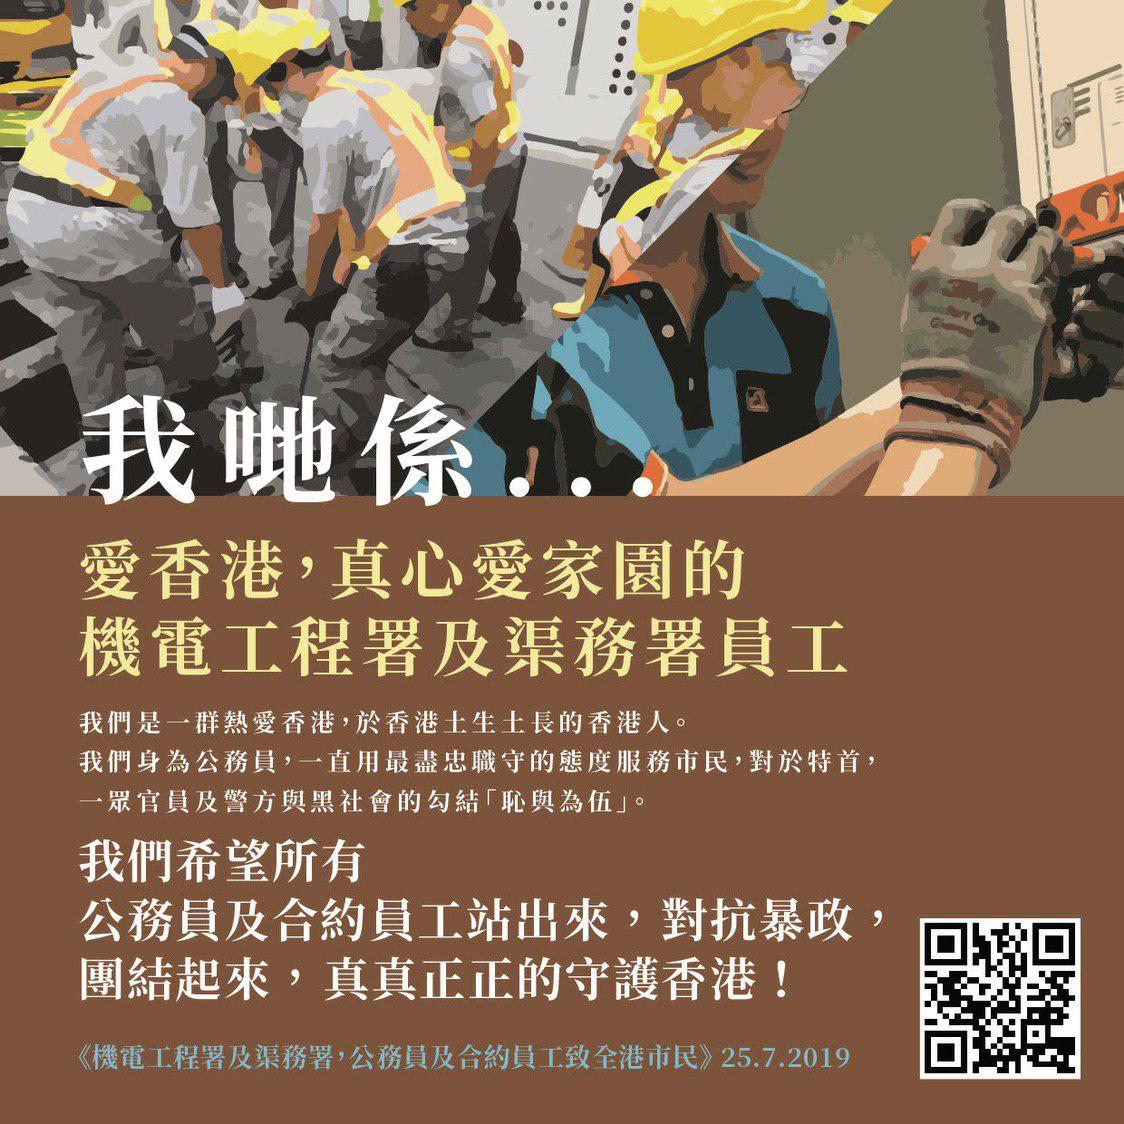 我哋係...
愛香港，真心愛家園的
機電工程署及渠務署員工
我們是一群熱愛香港，於香港土生土長的香港人。
我們身為公務員，一直用最盡忠職守的態度服務市民，對於特首，
一眾官員及警方與黑社會的勾結「恥與為伍」。
我們希望所有
公務員及合約員工站出來，對抗暴政，
團結起來，真真正正的守護香港！
《機電工程署及渠務署，公務員及合約員工致全港市民》25.7.2019